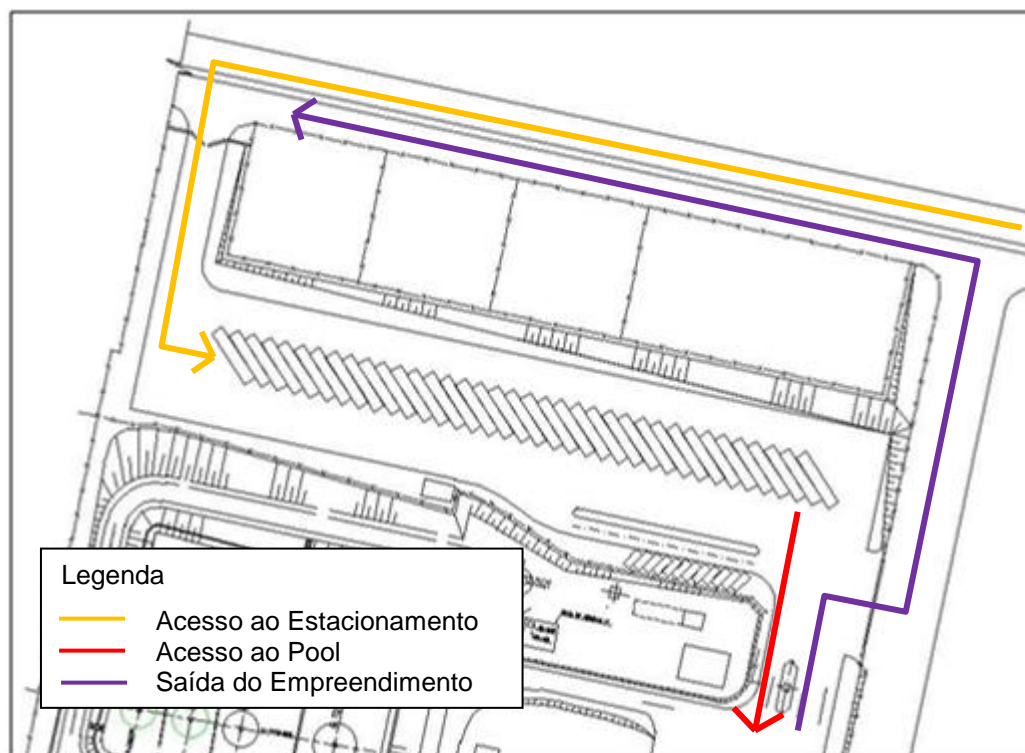 Legenda
Acesso ao Estacionamento
Acesso ao Pool
Saída do Empreendimento